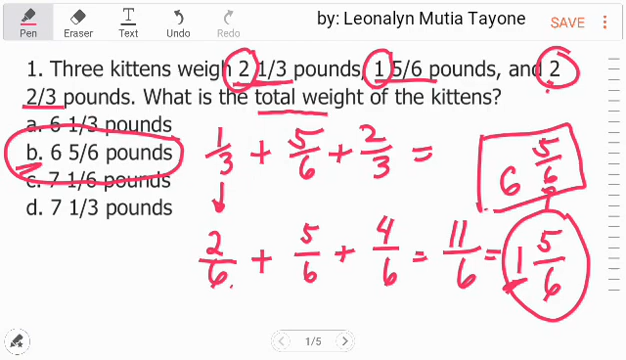 by: Leonalyn Mutia Tayone
SAVE
Pen
Eraser
Text
Undo
Redo
1. Three kittens weigh 2 1/3 pounds, 1 5/6 pounds, and 2
2/3 pounds. What is the total weight of the kittens?
a. 6 1/3 pounds
b. 6 5/6 pounds
c. 7 1/6 pounds
d. 7 1/3 pounds
1/3 + 5/6 + 2/3 =
6 5/6
2/6 + 5/6 + 4/6 = 11/6 = 1 5/6
1/5